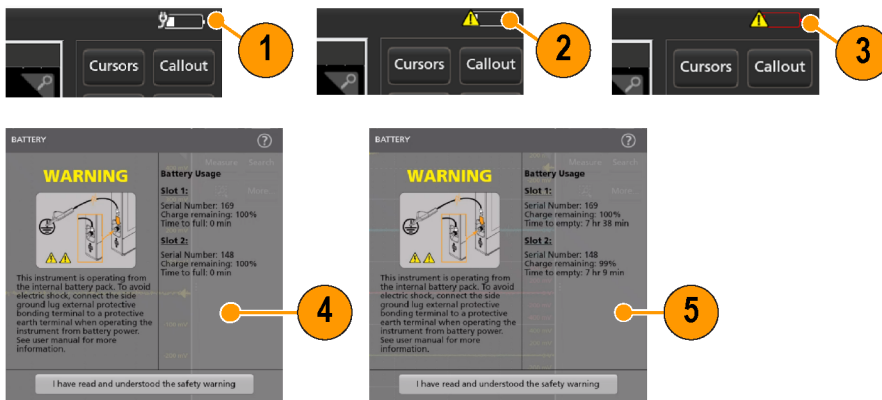 1
Cursors
Callout
2
Cursors
Callout
3
Cursors
Callout
BATTERY
?
WARNING
This instrument is operating from
the internal battery pack. To avoid
electric shock, connect the side
ground lug external protective
bonding terminal to a protective
earth terminal when operating the
instrument from battery power.
See user manual for more
information.
Measure Search
More...
Battery Usage
Slot 1:
Serial Number: 169
Charge remaining: 100%
Time to full: 0 min
Slot 2:
Serial Number: 148
Charge remaining: 100%
Time to full: 0 min
I have read and understood the safety warning
4
BATTERY
?
WARNING
This instrument is operating from
the internal battery pack. To avoid
electric shock, connect the side
ground lug external protective
bonding terminal to a protective
earth terminal when operating the
instrument from battery power.
See user manual for more
information.
Measure Search
More...
Battery Usage
Slot 1:
Serial Number: 169
Charge remaining: 100%
Time to empty: 7 hr 38 min
Slot 2:
Serial Number: 148
Charge remaining: 99%
Time to empty: 7 hr 9 min
I have read and understood the safety warning
5